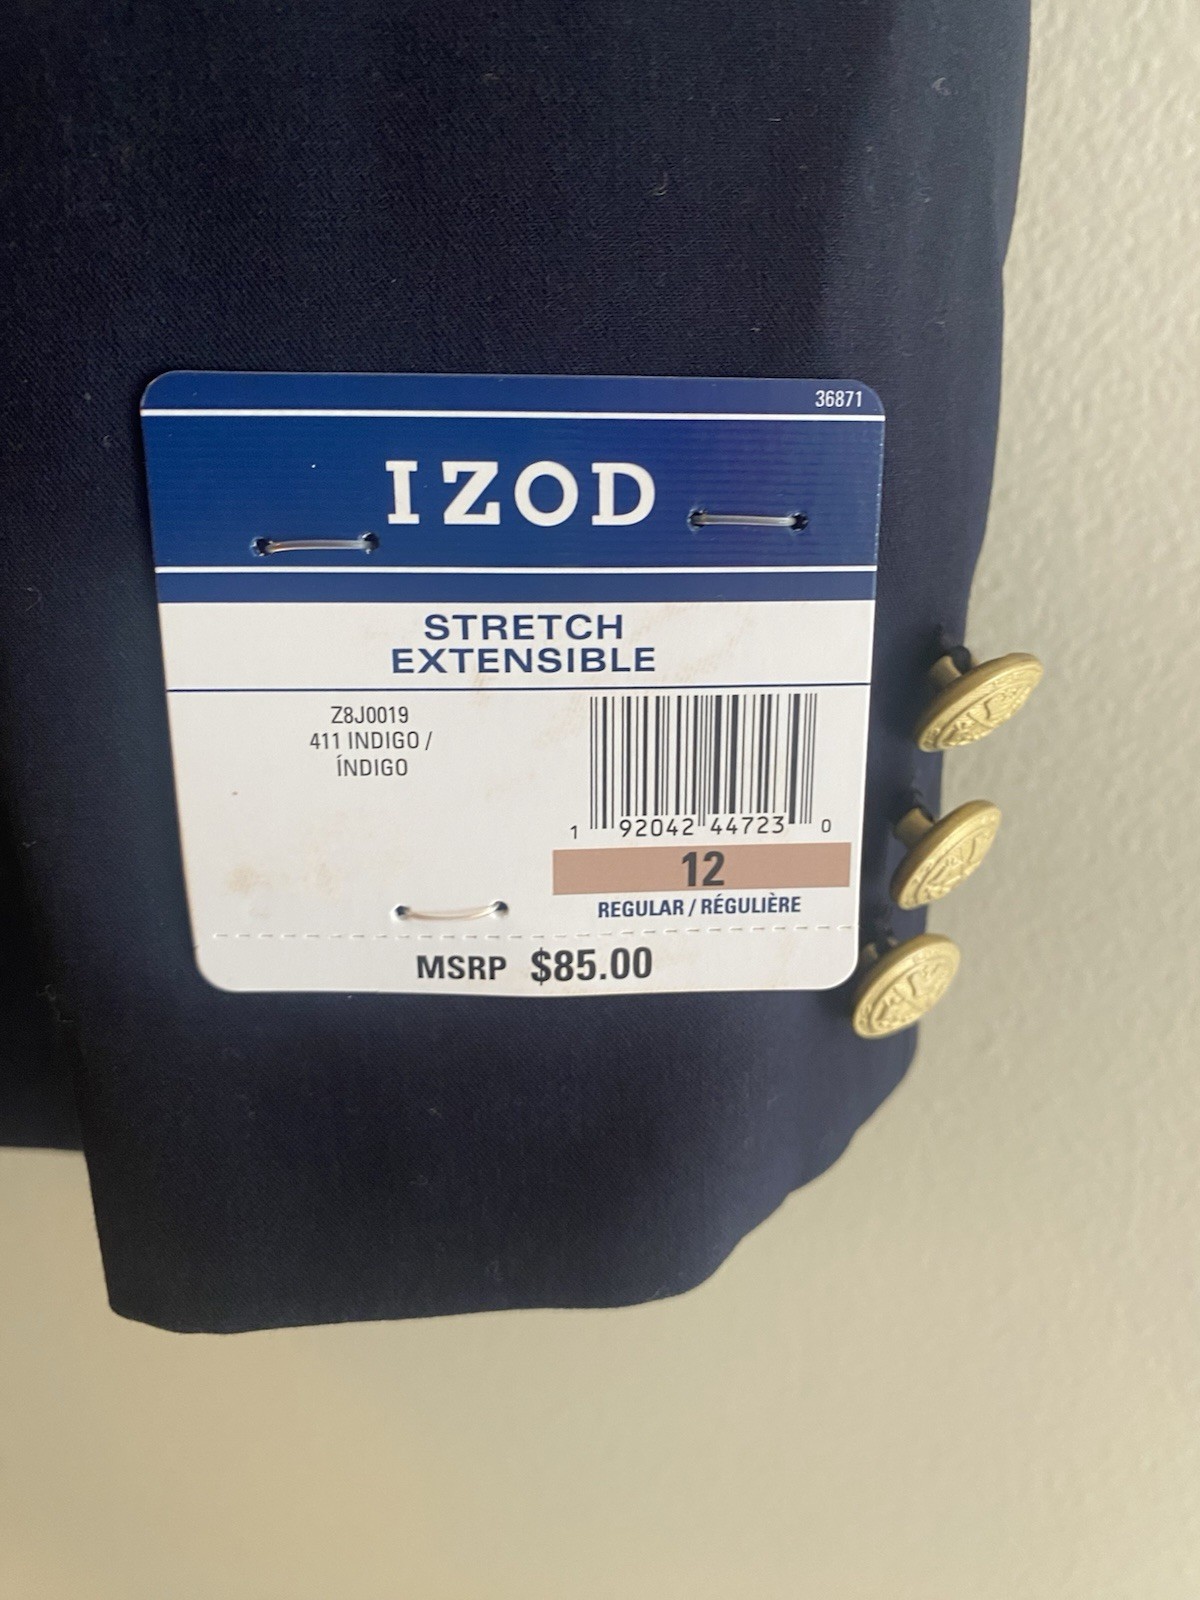 36871
IZOD
STRETCH
EXTENSIBLE
Z8J0019
411 INDIGO /
ÍNDIGO
1 92042 44723 0
12
REGULAR / RÉGULIÈRE
MSRP $85.00